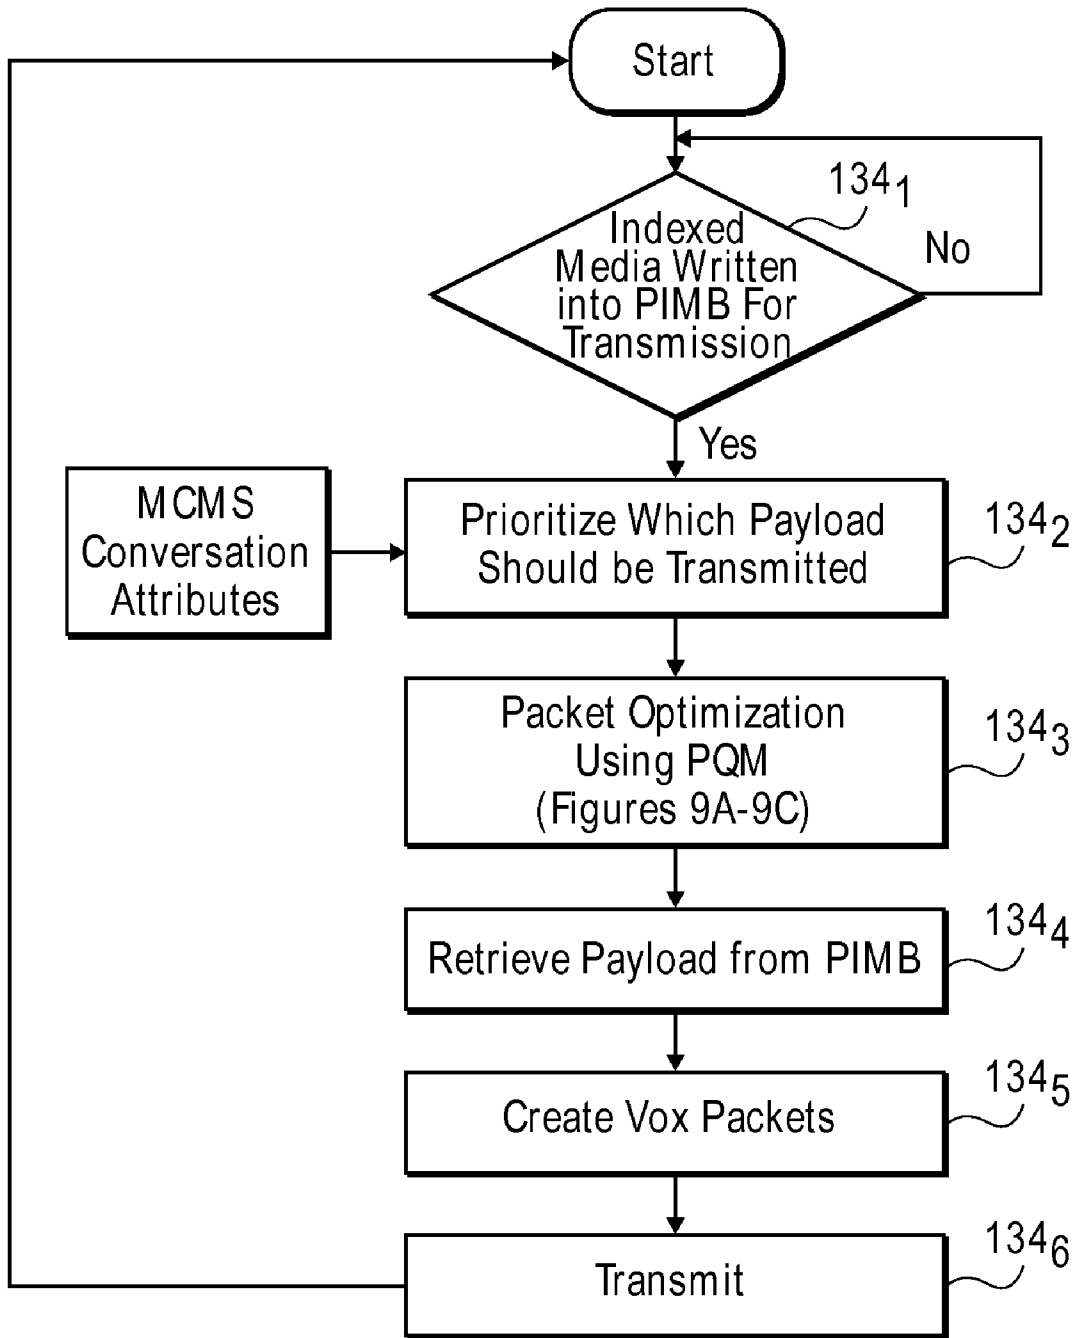 Start
134₁
Indexed
Media Written
into PIMB For
Transmission
No
Yes
MCMS
Conversation
Attributes
Prioritize Which Payload
Should be Transmitted
134₂
Packet Optimization
Using PQM
(Figures 9A-9C)
134₃
Retrieve Payload from PIMB
134₄
Create Vox Packets
134₅
Transmit
134₆